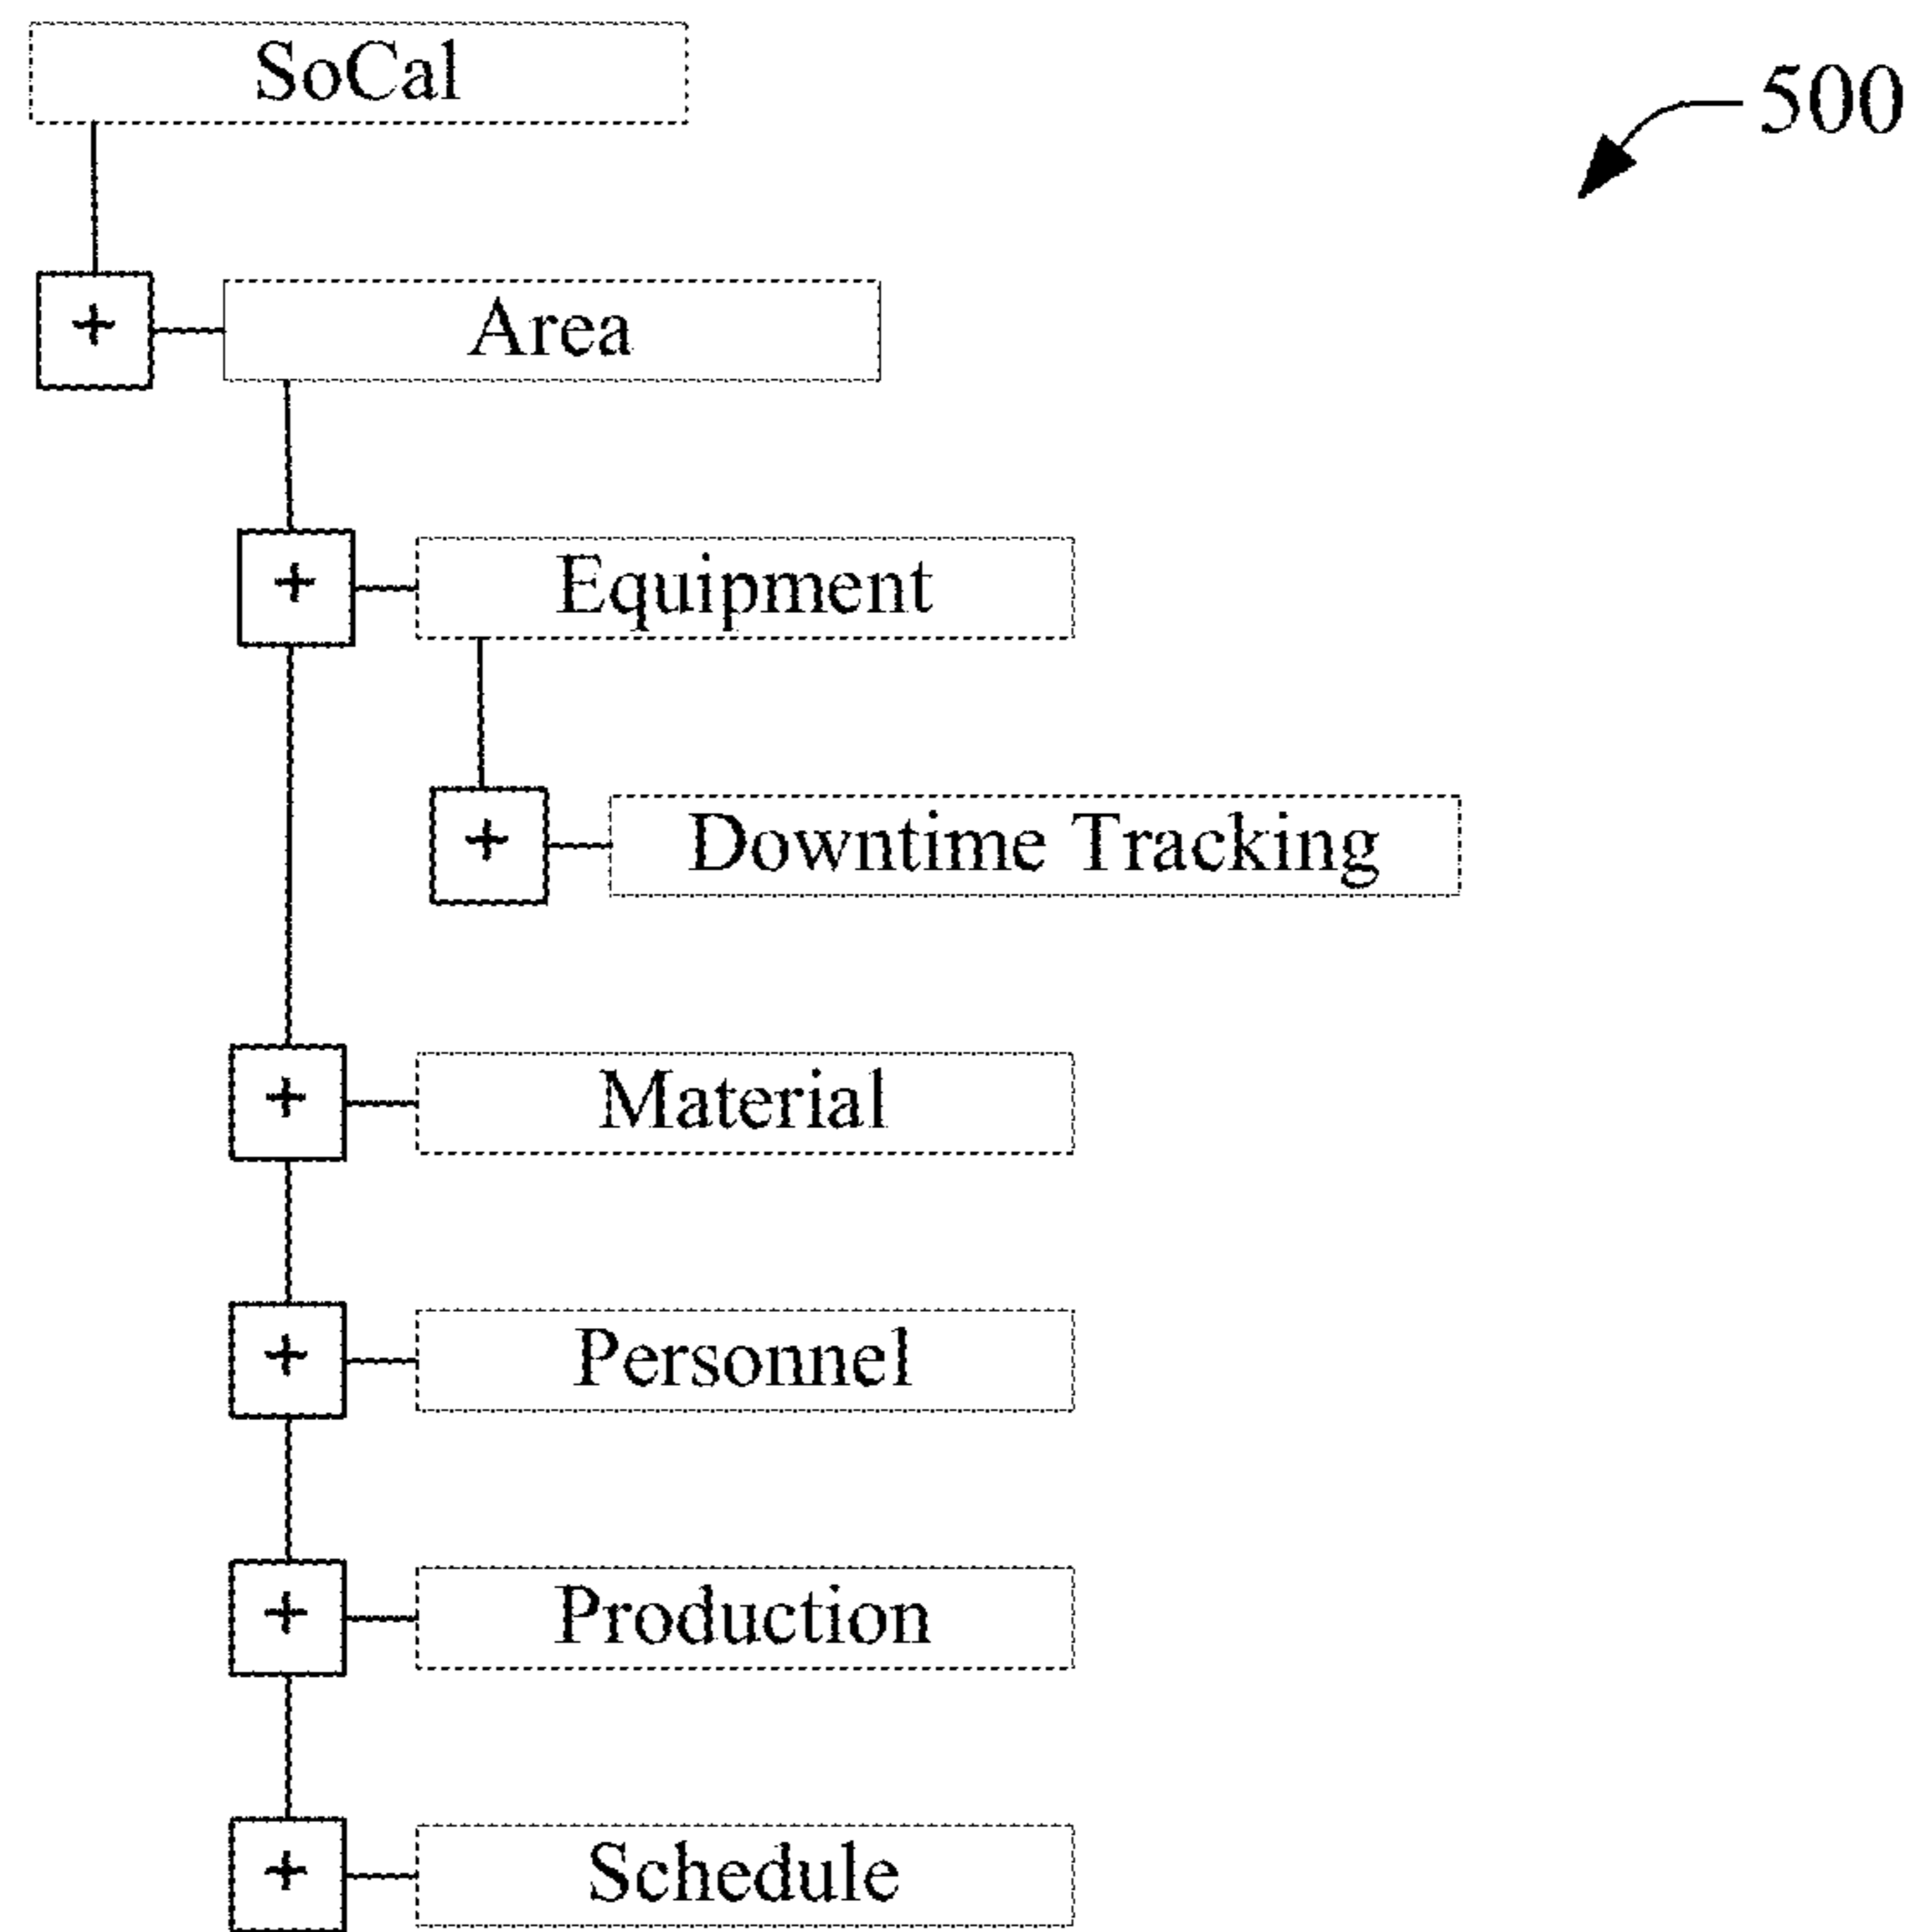 SoCal
500
+ Area
+ Equipment
+ Downtime Tracking
+ Material
+ Personnel
+ Production
+ Schedule